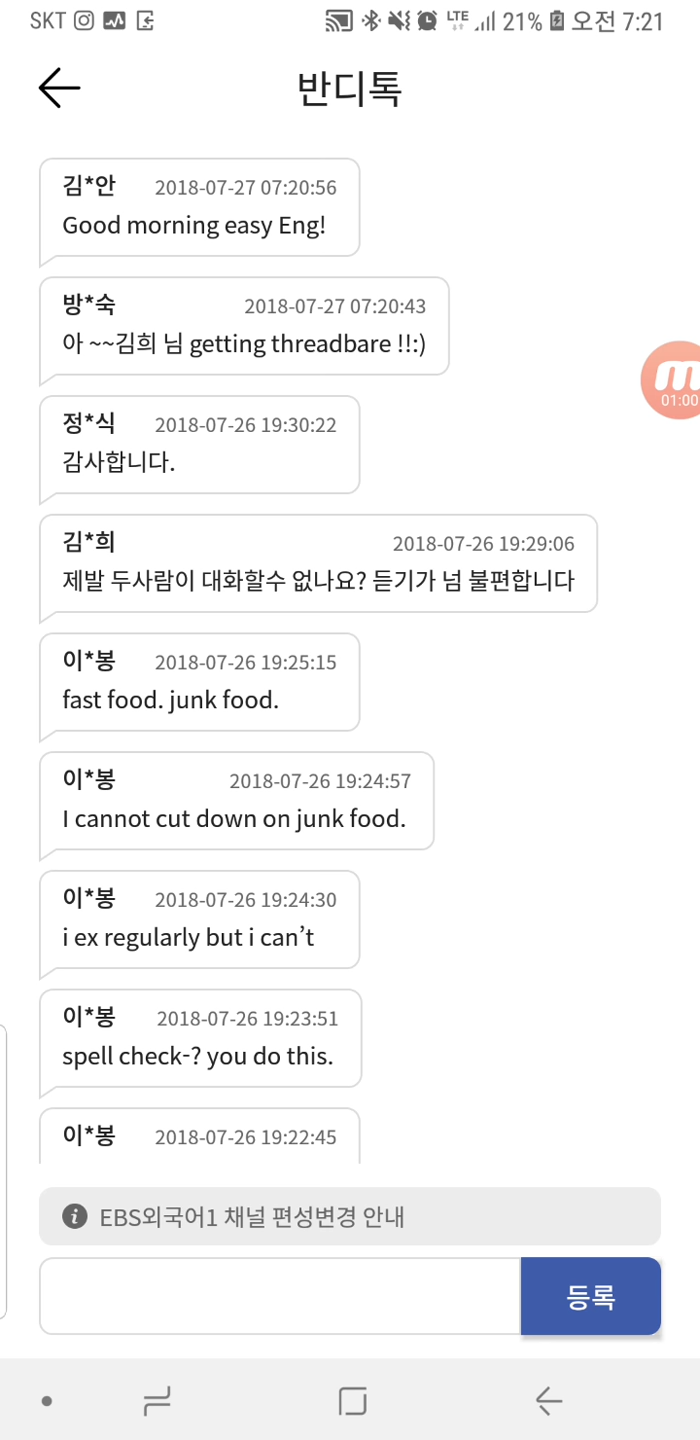 SKT LTE 21% 오전 7:21
반디톡
김*안 2018-07-27 07:20:56
Good morning easy Eng!
방*숙 2018-07-27 07:20:43
아 ~~김희 님 getting threadbare !!:)
01:00
정*식 2018-07-26 19:30:22
감사합니다.
김*희 2018-07-26 19:29:06
제발 두사람이 대화할수 없나요? 듣기가 넘 불편합니다
이*봉 2018-07-26 19:25:15
fast food. junk food.
이*봉 2018-07-26 19:24:57
I cannot cut down on junk food.
이*봉 2018-07-26 19:24:30
i ex regularly but i can’t
이*봉 2018-07-26 19:23:51
spell check-? you do this.
이*봉 2018-07-26 19:22:45
EBS외국어1 채널 편성변경 안내
등록